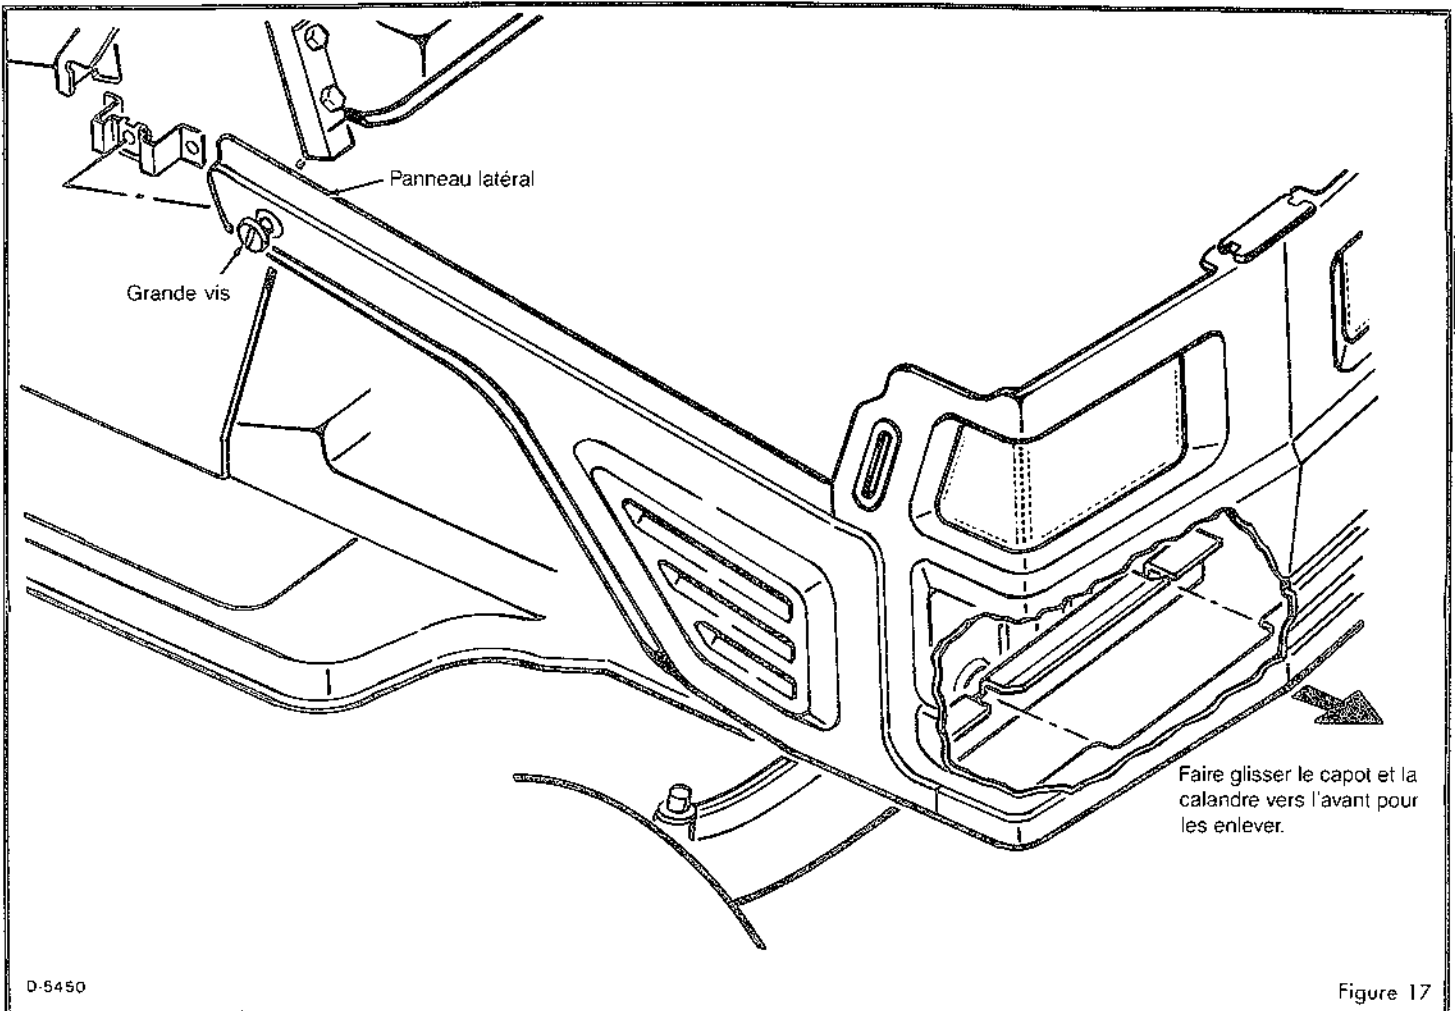 Panneau latéral
Grande vis
Faire glisser le capot et la
calandre vers l'avant pour
les enlever.
D-5450
Figure 17